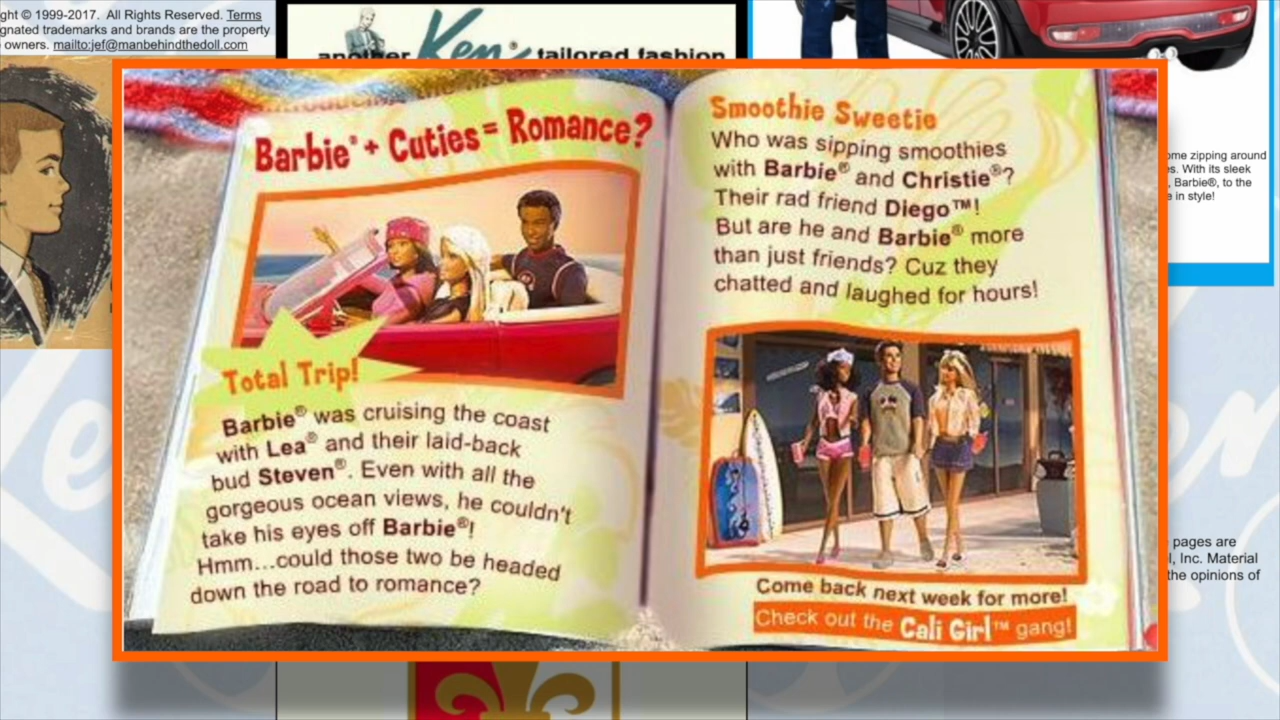 ght © 1999-2017. All Rights Reserved. Terms
gnated trademarks and brands are the property
owners. mailto:jef@manbehindthedoll.com
another Ken® tailored fashion
Barbie® + Cuties = Romance?
Total Trip!
Barbie® was cruising the coast
with Lea® and their laid-back
bud Steven®. Even with all the
gorgeous ocean views, he couldn't
take his eyes off Barbie®!
Hmm...could those two be headed
down the road to romance?
Smoothie Sweetie
Who was sipping smoothies
with Barbie® and Christie®?
Their rad friend Diego™!
But are he and Barbie® more
than just friends? Cuz they
chatted and laughed for hours!
Come back next week for more!
Check out the Cali Girl™ gang!
ome zipping around
es. With its sleek
, Barbie®, to the
e in style!
pages are
l, Inc. Material
the opinions of